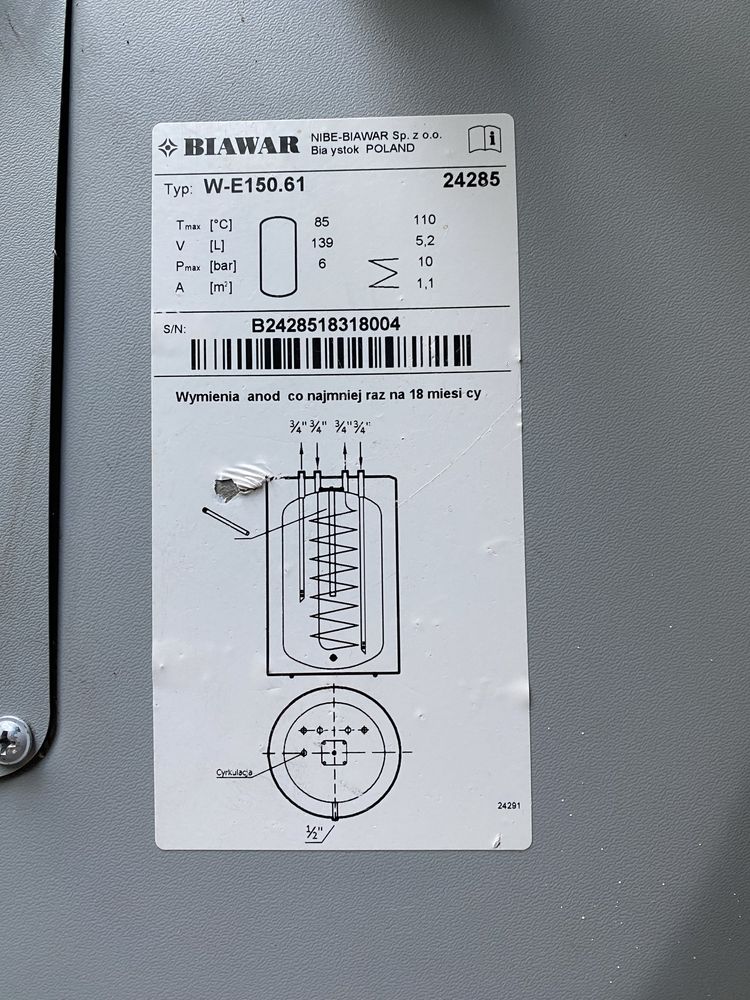 BIAWAR NIBE-BIAWAR Sp. z o.o.
Bia ystok POLAND
i
Typ: W-E150.61 24285
Tmax [°C] 85 110
V [L] 139 5,2
Pmax [bar] 6 10
A [m²] 1,1
S/N: B2428518318004
Wymienia anod co najmniej raz na 18 miesi cy
3/4" 3/4" 3/4" 3/4"
Cyrkulacja
1/2"
24291